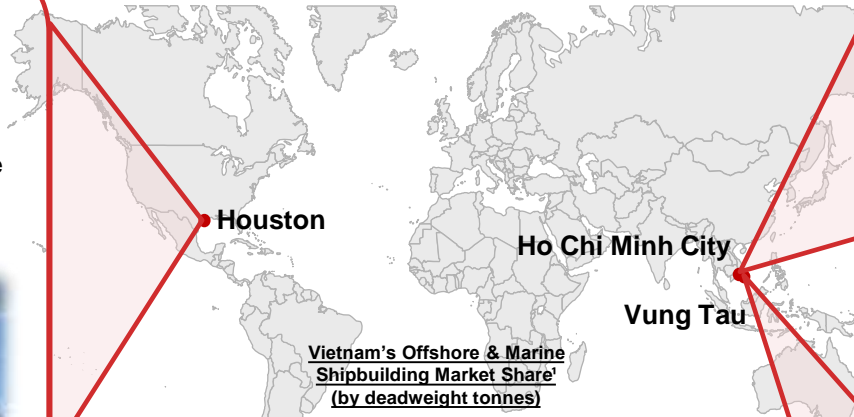 Houston
Ho Chi Minh City
Vung Tau
Vietnam's Offshore & Marine
Shipbuilding Market Share¹
(by deadweight tonnes)